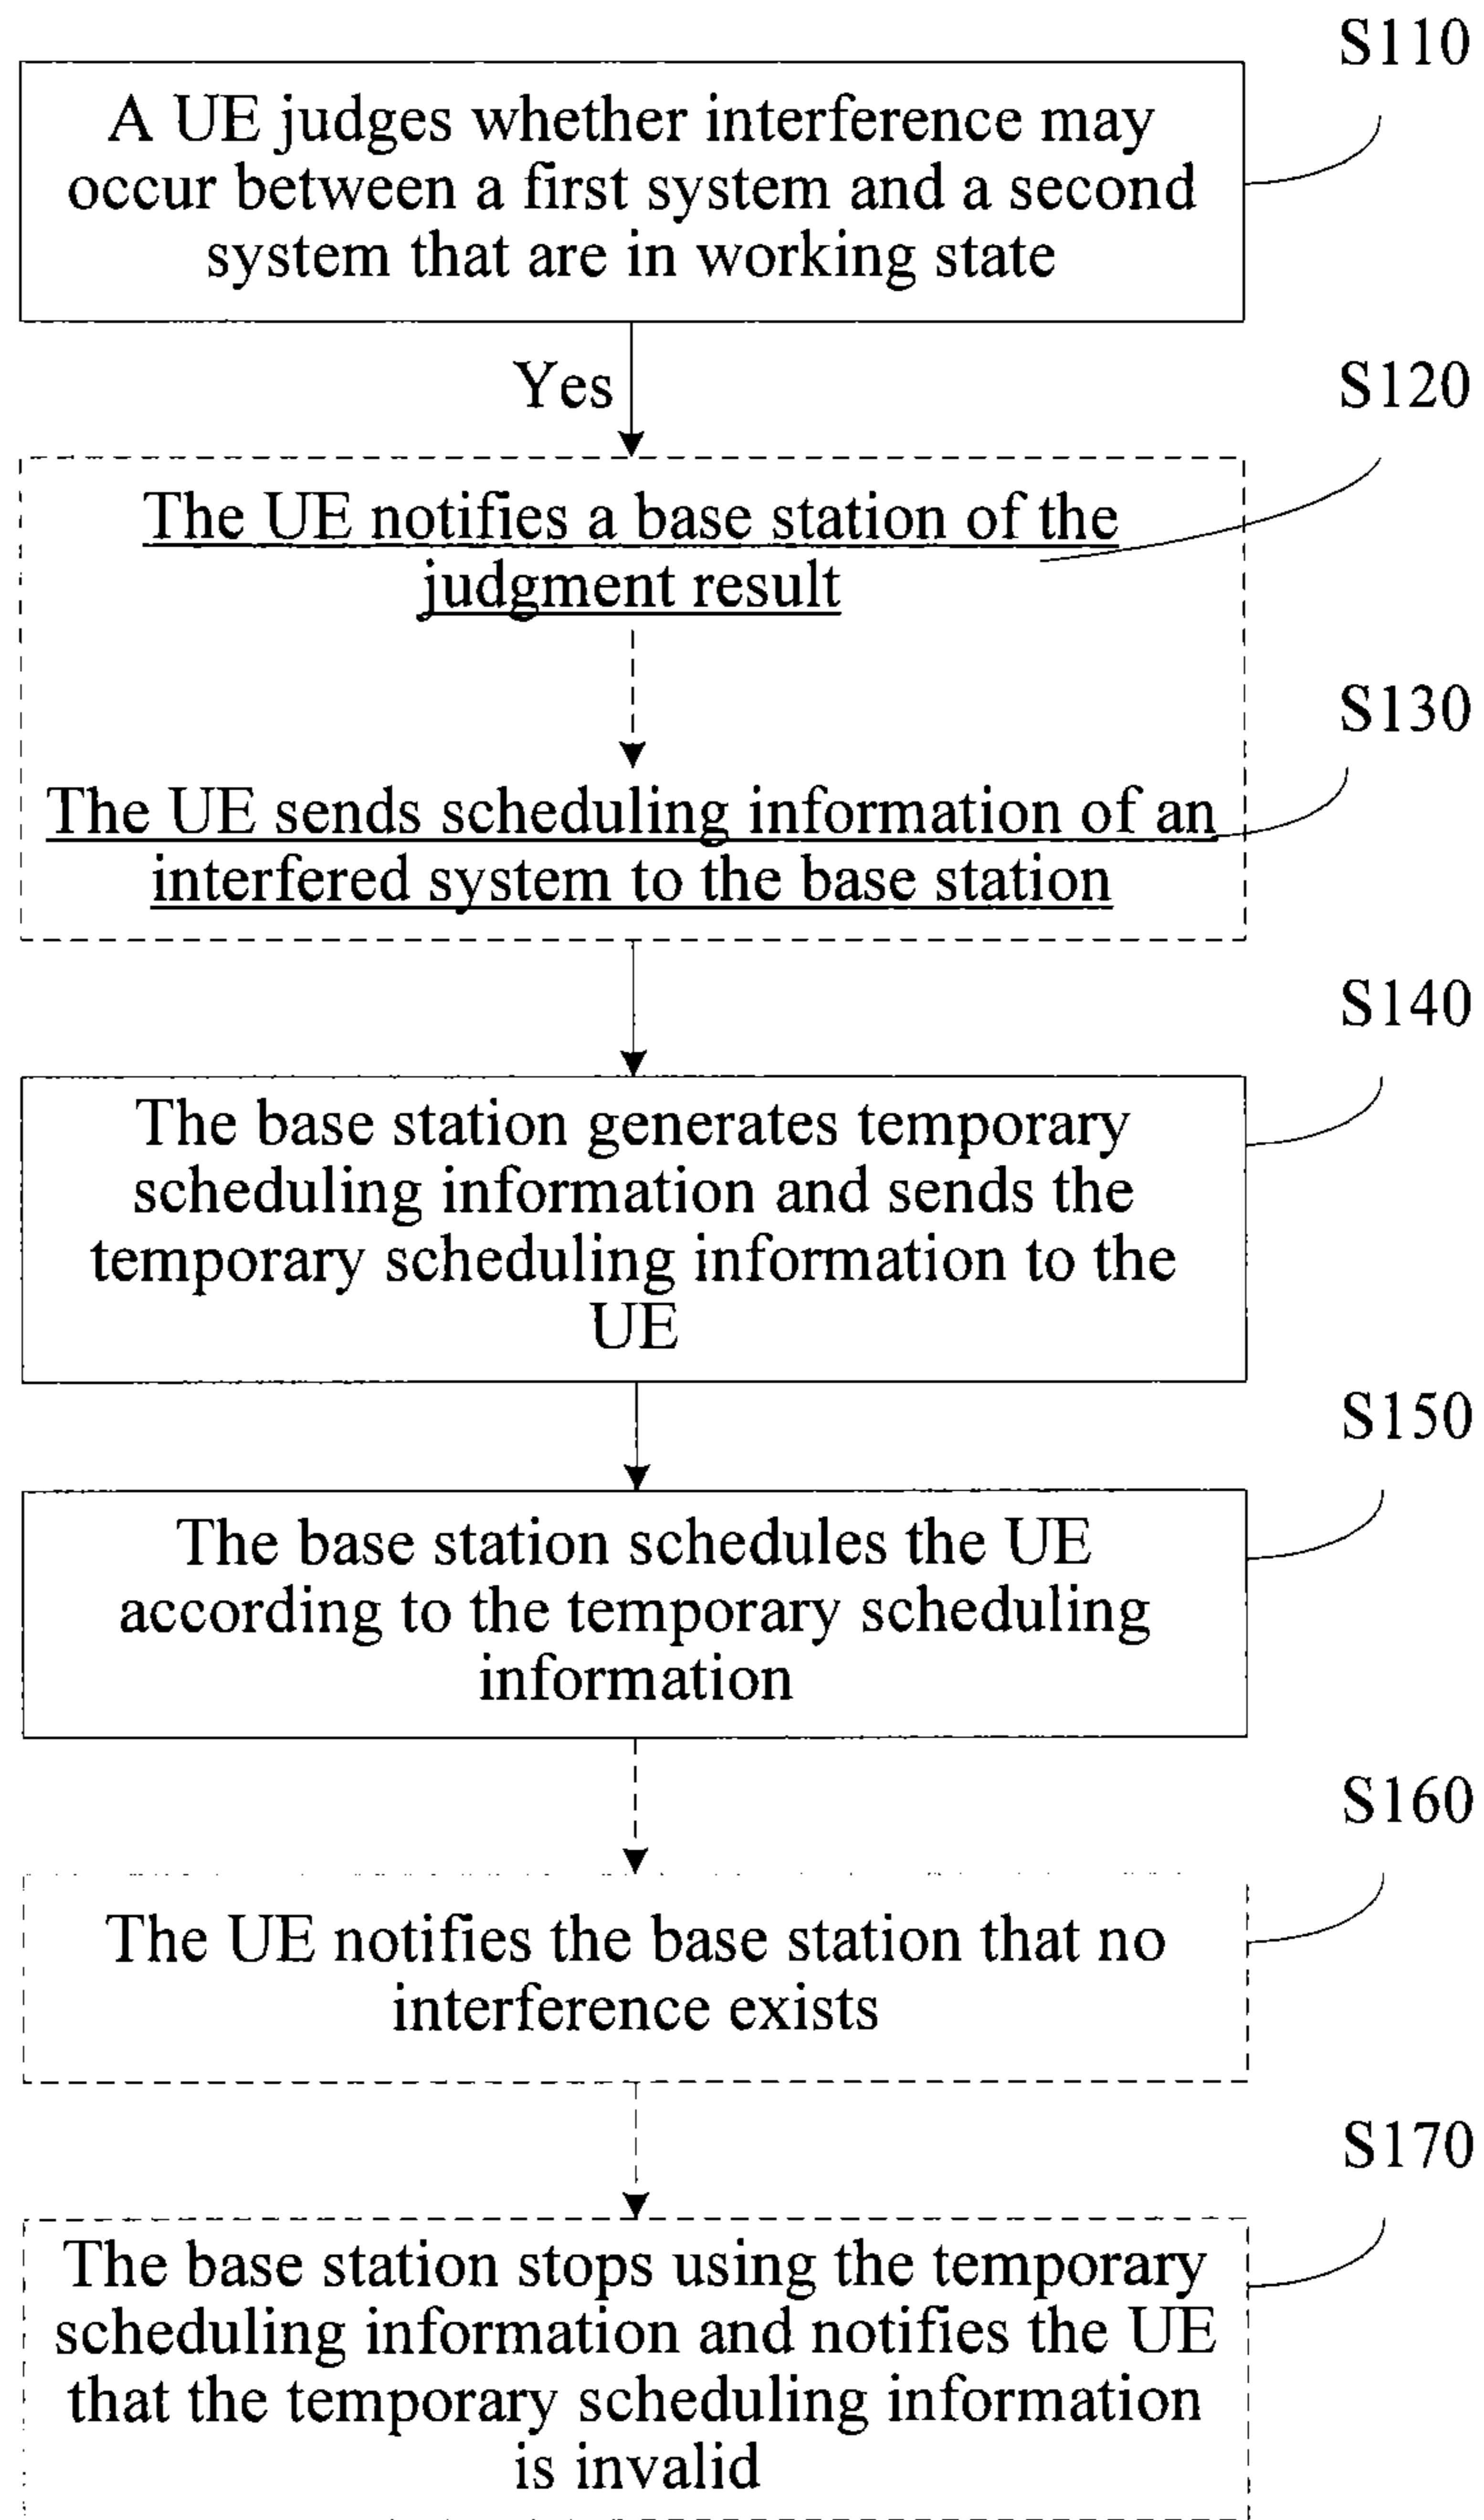 S110
A UE judges whether interference may
occur between a first system and a second
system that are in working state
Yes
S120
The UE notifies a base station of the
judgment result
S130
The UE sends scheduling information of an
interfered system to the base station
S140
The base station generates temporary
scheduling information and sends the
temporary scheduling information to the
UE
S150
The base station schedules the UE
according to the temporary scheduling
information
S160
The UE notifies the base station that no
interference exists
S170
The base station stops using the temporary
scheduling information and notifies the UE
that the temporary scheduling information
is invalid